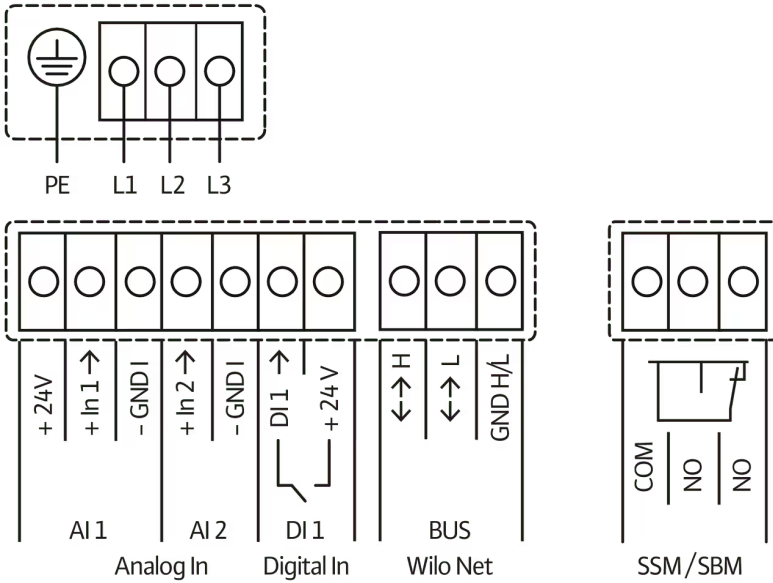 PE L1 L2 L3
+ 24V
+ In 1
- GND I
+ In 2
- GND I
DI 1
+ 24 V
H
L
GND H/L
COM
NO
NO
AI 1 AI 2 DI 1 BUS
Analog In Digital In Wilo Net SSM/SBM